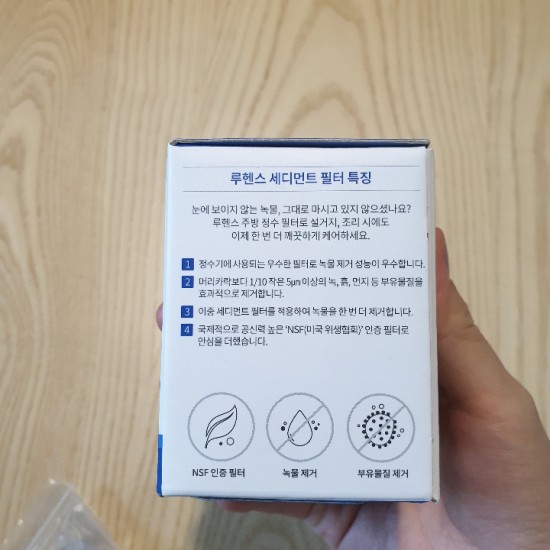 루헨스 세디먼트 필터 특징
눈에 보이지 않는 녹물, 그대로 마시고 있지 않으셨나요?
루헨스 주방 정수 필터로 설거지, 조리 시에도
이제 한 번 더 깨끗하게 케어하세요.
1 정수기에 사용되는 우수한 필터로 녹물 제거 성능이 우수합니다.
2 머리카락보다 1/10 작은 5㎛ 이상의 녹, 흙, 먼지 등 부유물질을
효과적으로 제거합니다.
3 이중 세디먼트 필터를 적용하여 녹물을 한 번 더 제거합니다.
4 국제적으로 공신력 높은 'NSF(미국 위생협회)' 인증 필터로
안심을 더했습니다.
NSF 인증 필터
녹물 제거
부유물질 제거